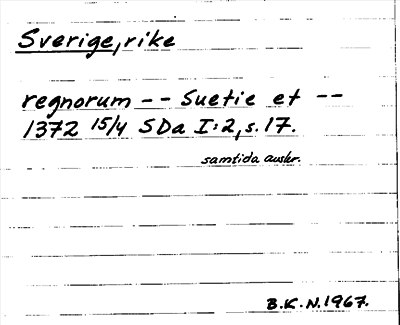 Sverige, rike
regnorum -- Suetie et --
1372 15/4 SDa I:2, s. 17.
samtida avskr.
B.K.N. 1967.